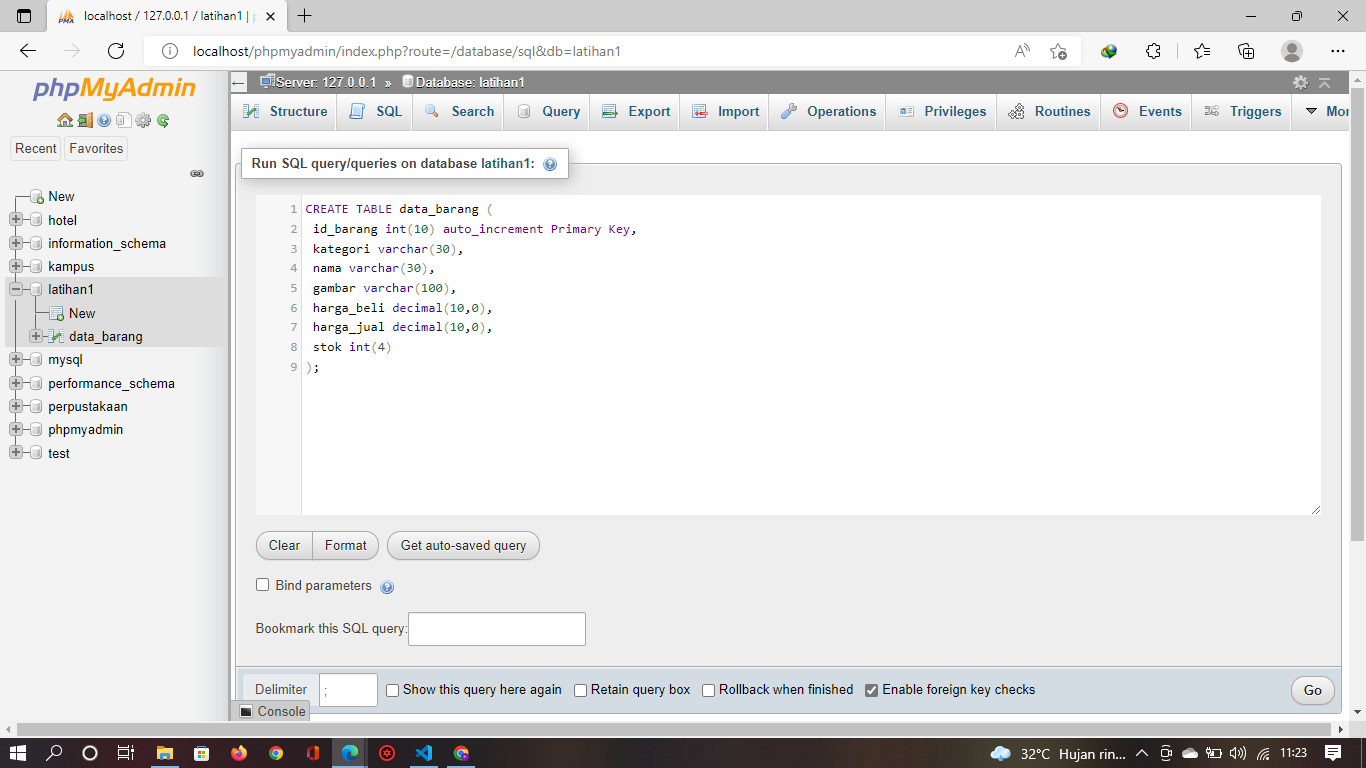 localhost / 127.0.0.1 / latihan1 | p
localhost/phpmyadmin/index.php?route=/database/sql&db=latihan1
phpMyAdmin
Recent
Favorites
New
hotel
information_schema
kampus
latihan1
New
data_barang
mysql
performance_schema
perpustakaan
phpmyadmin
test
Server: 127.0.0.1 » Database: latihan1
Structure
SQL
Search
Query
Export
Import
Operations
Privileges
Routines
Events
Triggers
Mor
Run SQL query/queries on database latihan1:
1 CREATE TABLE data_barang (
2 id_barang int(10) auto_increment Primary Key,
3 kategori varchar(30),
4 nama varchar(30),
5 gambar varchar(100),
6 harga_beli decimal(10,0),
7 harga_jual decimal(10,0),
8 stok int(4)
9 );
Clear
Format
Get auto-saved query
Bind parameters
Bookmark this SQL query:
Delimiter ;
Show this query here again
Retain query box
Rollback when finished
Enable foreign key checks
Go
Console
32°C Hujan rin...
11:23